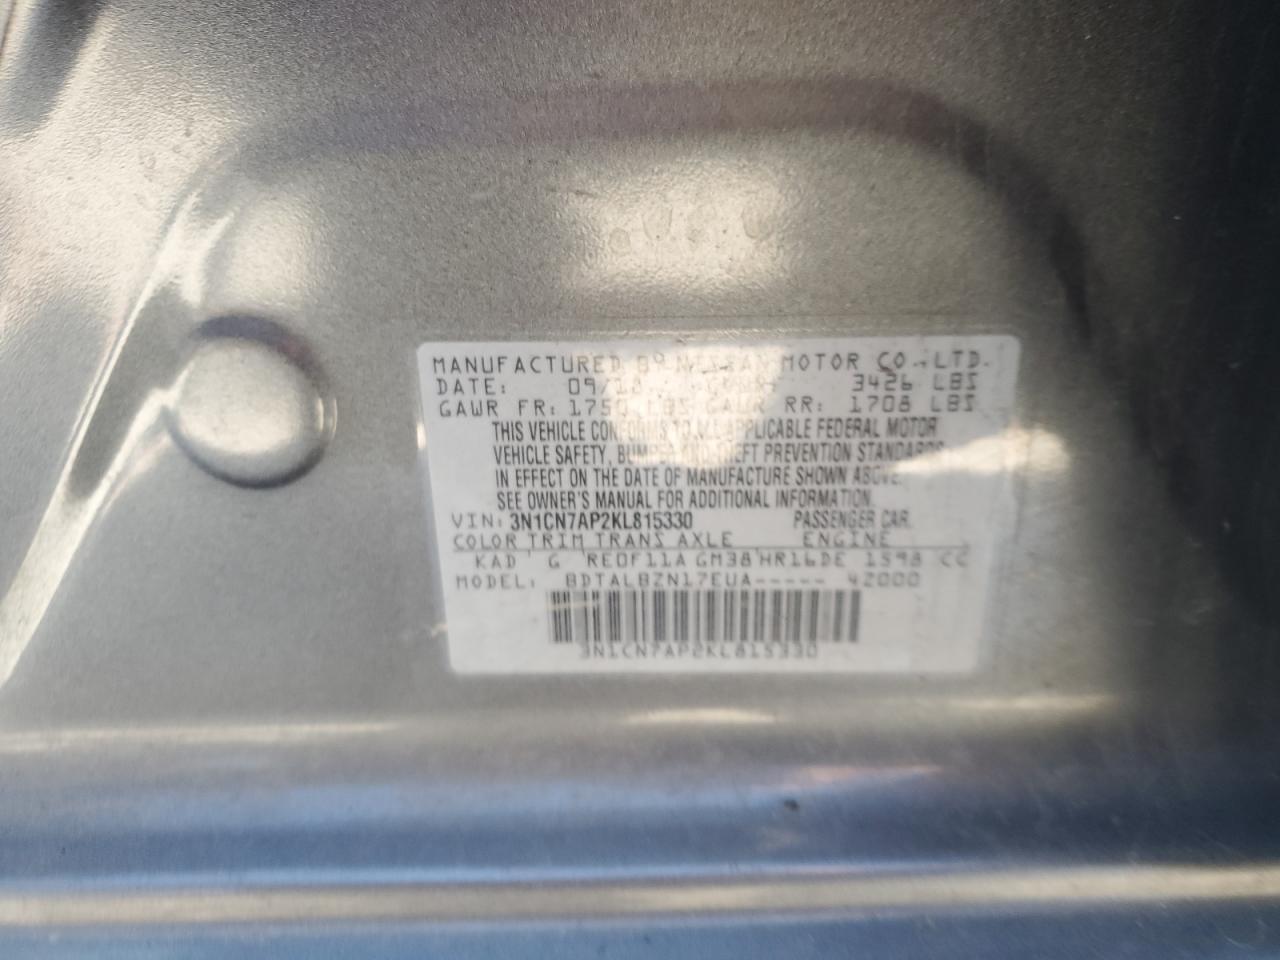 MANUFACTURED BY NISSAN MOTOR CO.,LTD.
DATE: 09/18 GVWR: 3426 LBS
GAWR FR: 1750 LBS GAWR RR: 1708 LBS
THIS VEHICLE CONFORMS TO ALL APPLICABLE FEDERAL MOTOR
VEHICLE SAFETY, BUMPER AND THEFT PREVENTION STANDARDS
IN EFFECT ON THE DATE OF MANUFACTURE SHOWN ABOVE.
SEE OWNER'S MANUAL FOR ADDITIONAL INFORMATION.
VIN: 3N1CN7AP2KL815330 PASSENGER CAR.
COLOR TRIM TRANS AXLE ENGINE
KAD G RE0F11A GM38 HR16DE 1598 CC
MODEL: BDTALBZN17EUA----- 42000
3N1CN7AP2KL815330